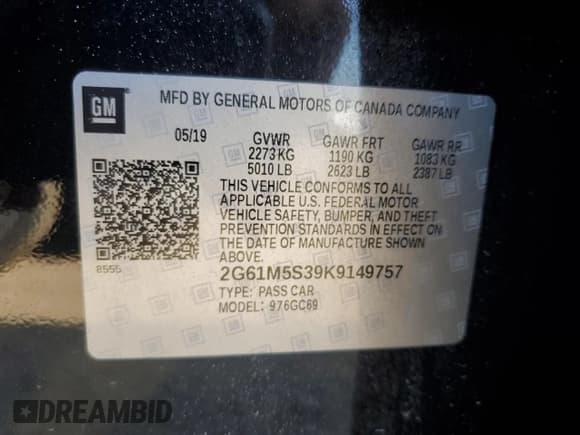 GM
MFD BY GENERAL MOTORS OF CANADA COMPANY
05/19 GVWR GAWR FRT GAWR RR
2273 KG 1190 KG 1083 KG
5010 LB 2623 LB 2387 LB
THIS VEHICLE CONFORMS TO ALL
APPLICABLE U.S. FEDERAL MOTOR
VEHICLE SAFETY, BUMPER, AND THEFT
PREVENTION STANDARDS IN EFFECT ON
THE DATE OF MANUFACTURE SHOWN
ABOVE.
8555
2G61M5S39K9149757
TYPE: PASS CAR
MODEL: 976GC69
DREAMBID